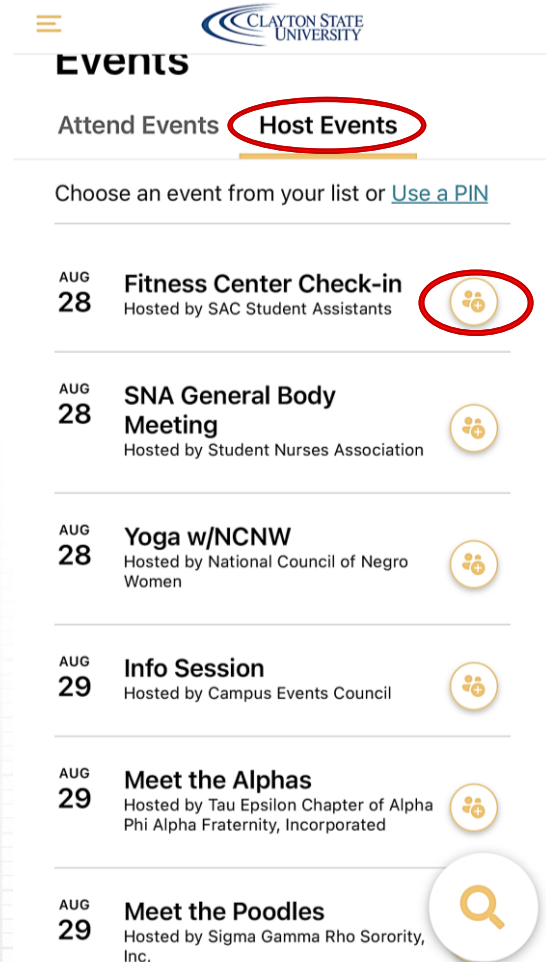 CLAYTON STATE
UNIVERSITY
Events
Attend Events Host Events
Choose an event from your list or Use a PIN
AUG
28
Fitness Center Check-in
Hosted by SAC Student Assistants
AUG
28
SNA General Body
Meeting
Hosted by Student Nurses Association
AUG
28
Yoga w/NCNW
Hosted by National Council of Negro
Women
AUG
29
Info Session
Hosted by Campus Events Council
AUG
29
Meet the Alphas
Hosted by Tau Epsilon Chapter of Alpha
Phi Alpha Fraternity, Incorporated
AUG
29
Meet the Poodles
Hosted by Sigma Gamma Rho Sorority,
Inc.